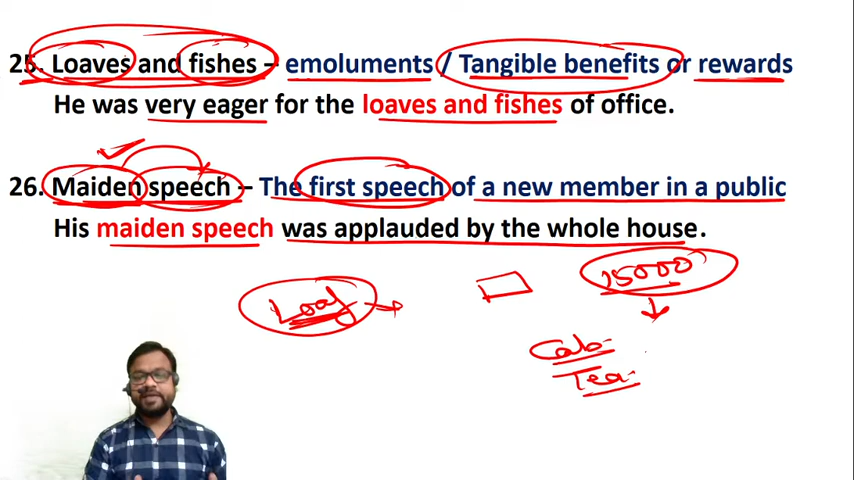 25. Loaves and fishes – emoluments / Tangible benefits or rewards
He was very eager for the loaves and fishes of office.
26. Maiden speech – The first speech of a new member in a public
His maiden speech was applauded by the whole house.
Loaf
15000
Cab
Tea